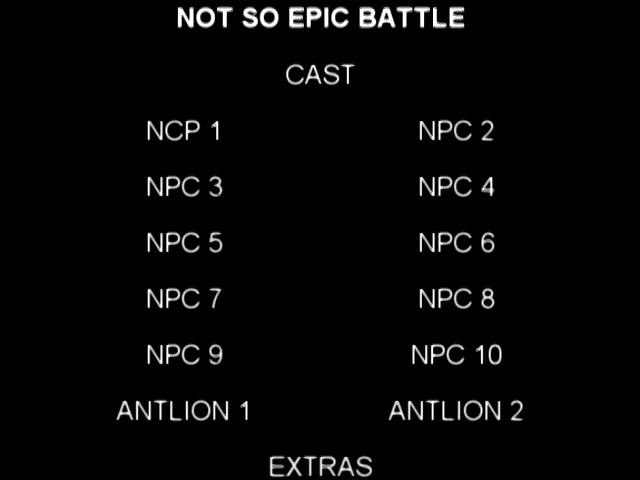 NOT SO EPIC BATTLE
CAST
NCP 1 NPC 2
NPC 3 NPC 4
NPC 5 NPC 6
NPC 7 NPC 8
NPC 9 NPC 10
ANTLION 1 ANTLION 2
EXTRAS